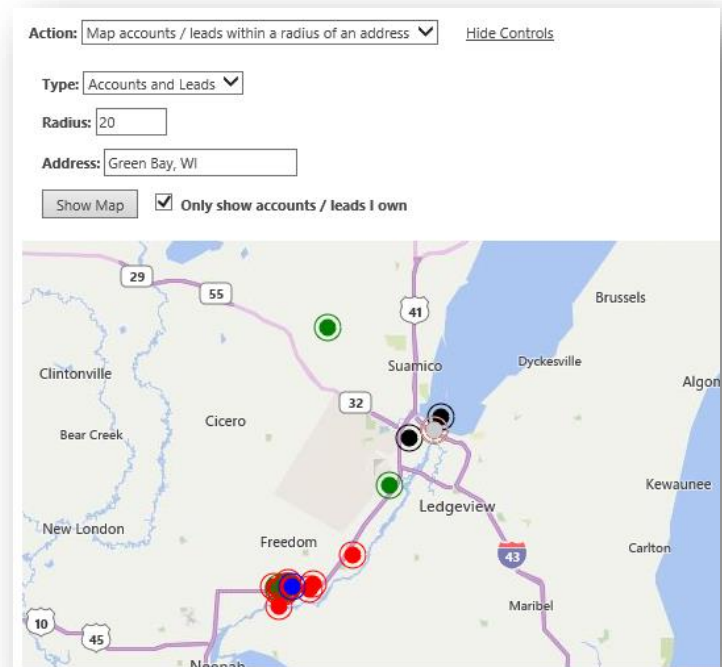 Action: Map accounts / leads within a radius of an address Hide Controls
Type: Accounts and Leads
Radius: 20
Address: Green Bay, WI
Show Map Only show accounts / leads I own
29
55
41
Brussels
Suamico
Dyckesville
Clintonville
Algom
32
Cicero
Bear Creek
Kewaunee
Ledgeview
New London
Freedom
43
Carlton
Maribel
10
45
Neenah